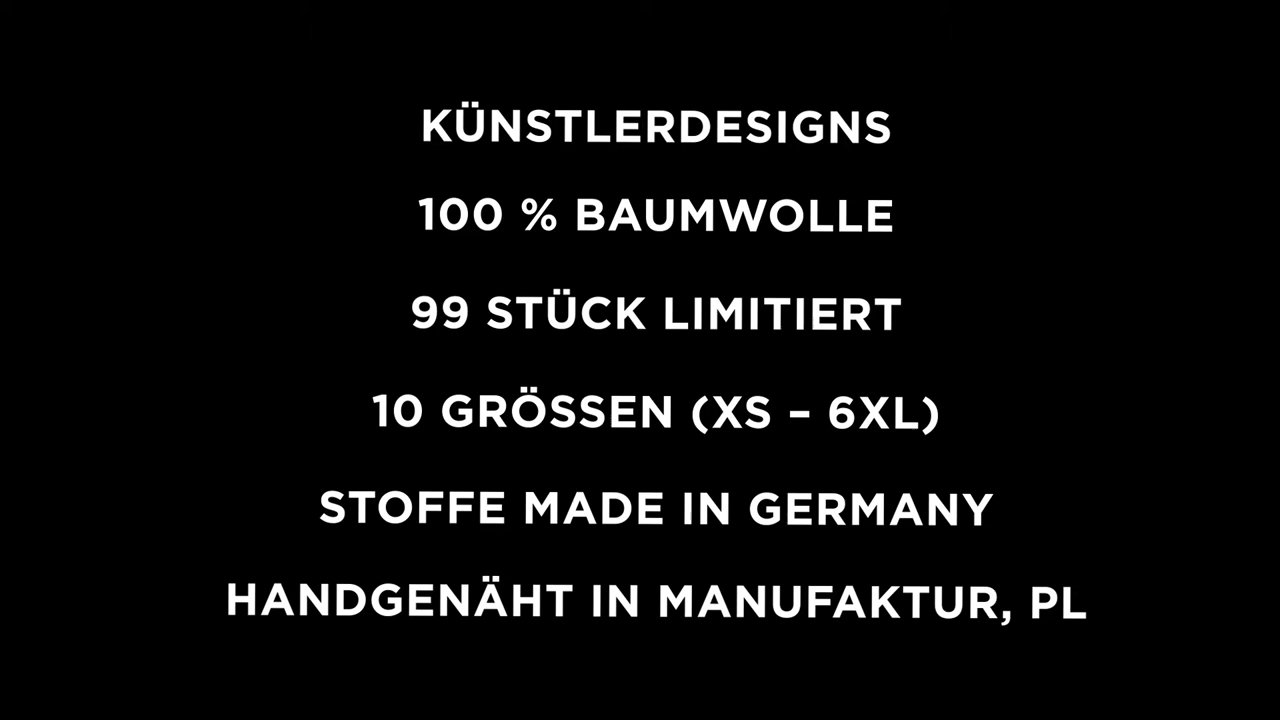 KÜNSTLERDESIGNS
100 % BAUMWOLLE
99 STÜCK LIMITIERT
10 GRÖSSEN (XS – 6XL)
STOFFE MADE IN GERMANY
HANDGENÄHT IN MANUFAKTUR, PL